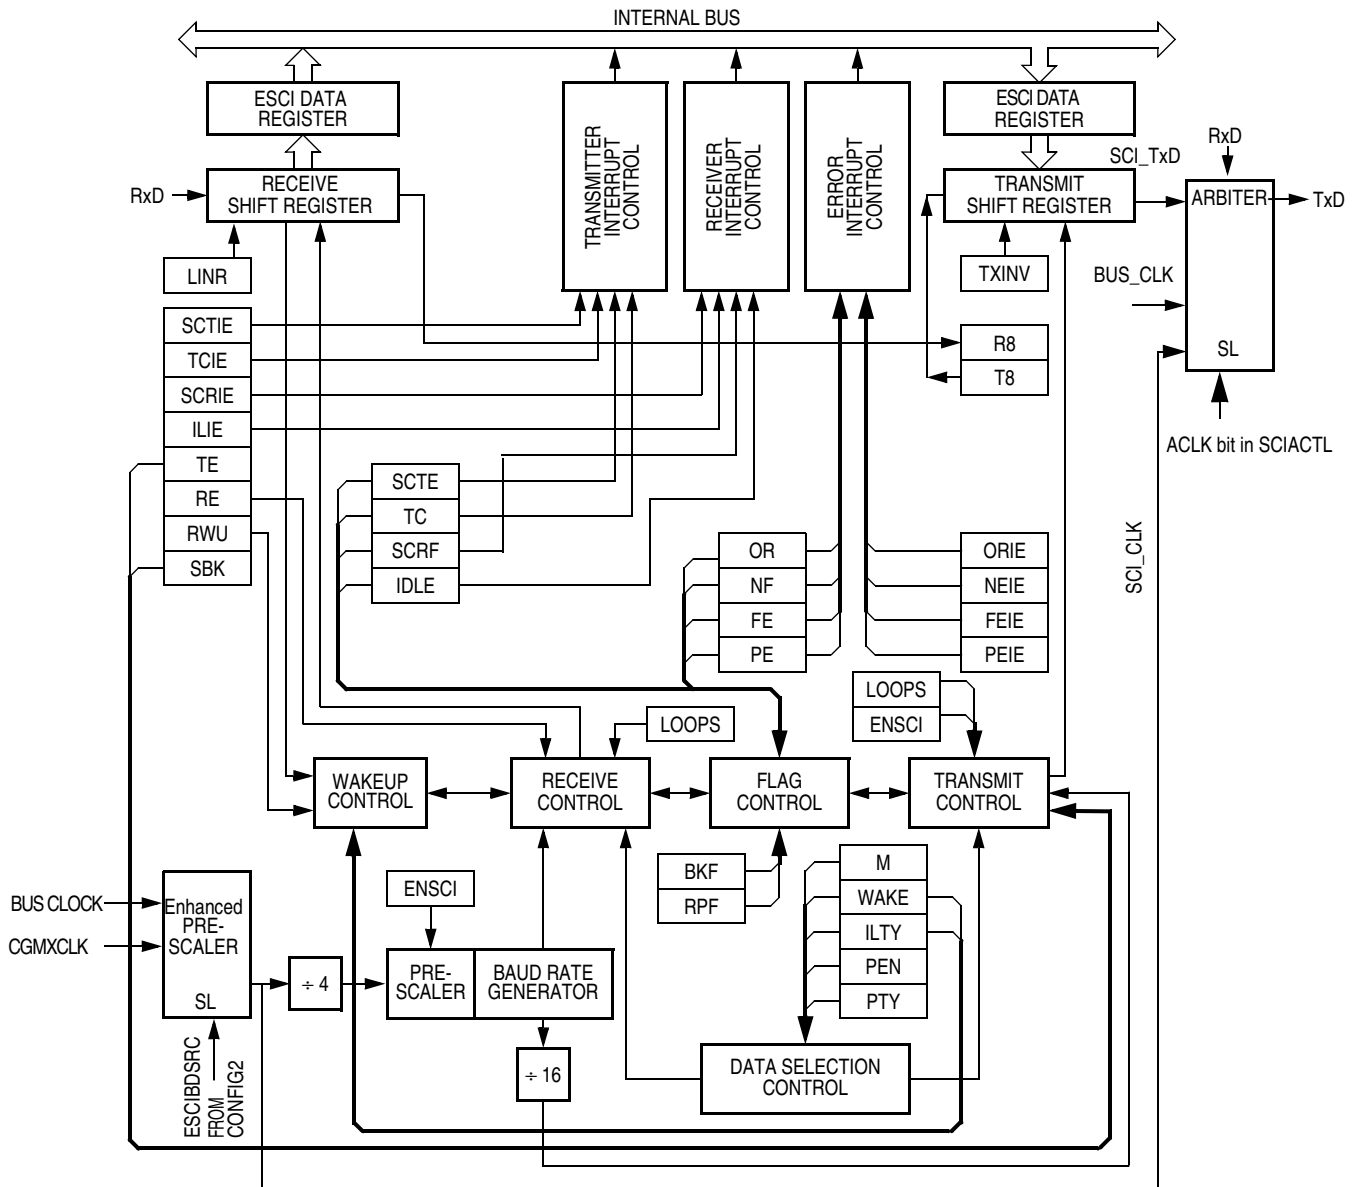 INTERNAL BUS
ESCI DATA
REGISTER
TRANSMITTER
INTERRUPT
CONTROL
RECEIVER
INTERRUPT
CONTROL
ERROR
INTERRUPT
CONTROL
ESCI DATA
REGISTER
RxD
RECEIVE
SHIFT REGISTER
TRANSMIT
SHIFT REGISTER
SCI_TxD
RxD
ARBITER
TxD
LINR
TXINV
BUS_CLK
SCTIE
TCIE
SCRIE
ILIE
TE
RE
RWU
SBK
R8
T8
SL
ACLK bit in SCIACTL
SCTE
TC
SCRF
IDLE
OR
NF
FE
PE
ORIE
NEIE
FEIE
PEIE
SCI_CLK
LOOPS
LOOPS
ENSCI
WAKEUP
CONTROL
RECEIVE
CONTROL
FLAG
CONTROL
TRANSMIT
CONTROL
BKF
RPF
M
WAKE
ILTY
PEN
PTY
BUS CLOCK
CGMXCLK
Enhanced
PRE-
SCALER
SL
ESCIBDSRC
FROM
CONFIG2
÷ 4
ENSCI
PRE-
SCALER
BAUD RATE
GENERATOR
÷ 16
DATA SELECTION
CONTROL